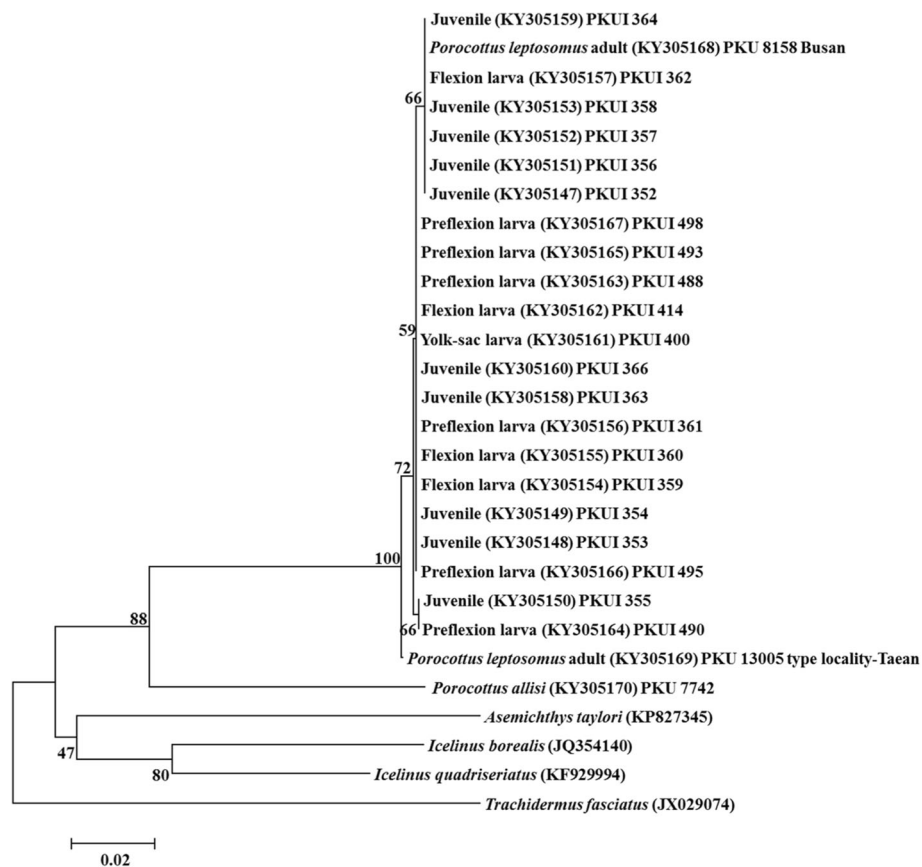 Juvenile (KY305159) PKUI 364
Porocottus leptosomus adult (KY305168) PKU 8158 Busan
Flexion larva (KY305157) PKUI 362
66
Juvenile (KY305153) PKUI 358
Juvenile (KY305152) PKUI 357
Juvenile (KY305151) PKUI 356
Juvenile (KY305147) PKUI 352
Preflexion larva (KY305167) PKUI 498
Preflexion larva (KY305165) PKUI 493
Preflexion larva (KY305163) PKUI 488
Flexion larva (KY305162) PKUI 414
59
Yolk-sac larva (KY305161) PKUI 400
Juvenile (KY305160) PKUI 366
Juvenile (KY305158) PKUI 363
Preflexion larva (KY305156) PKUI 361
Flexion larva (KY305155) PKUI 360
72
Flexion larva (KY305154) PKUI 359
Juvenile (KY305149) PKUI 354
Juvenile (KY305148) PKUI 353
100
Preflexion larva (KY305166) PKUI 495
Juvenile (KY305150) PKUI 355
88
66
Preflexion larva (KY305164) PKUI 490
Porocottus leptosomus adult (KY305169) PKU 13005 type locality-Taean
Porocottus allisi (KY305170) PKU 7742
Asemichthys taylori (KP827345)
47
Icelinus borealis (JQ354140)
80
Icelinus quadriseriatus (KF929994)
Trachidermus fasciatus (JX029074)
0.02